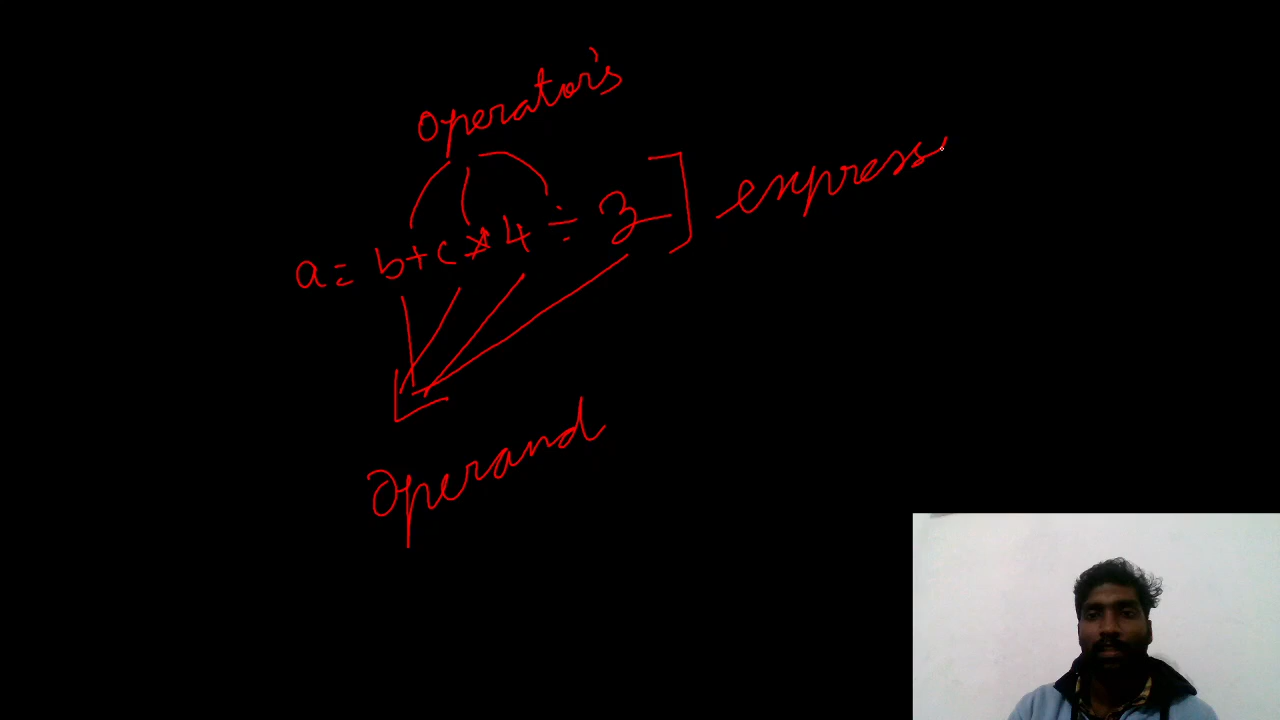 Operator's
a = b + c * 4 ÷ 3
express
Operand